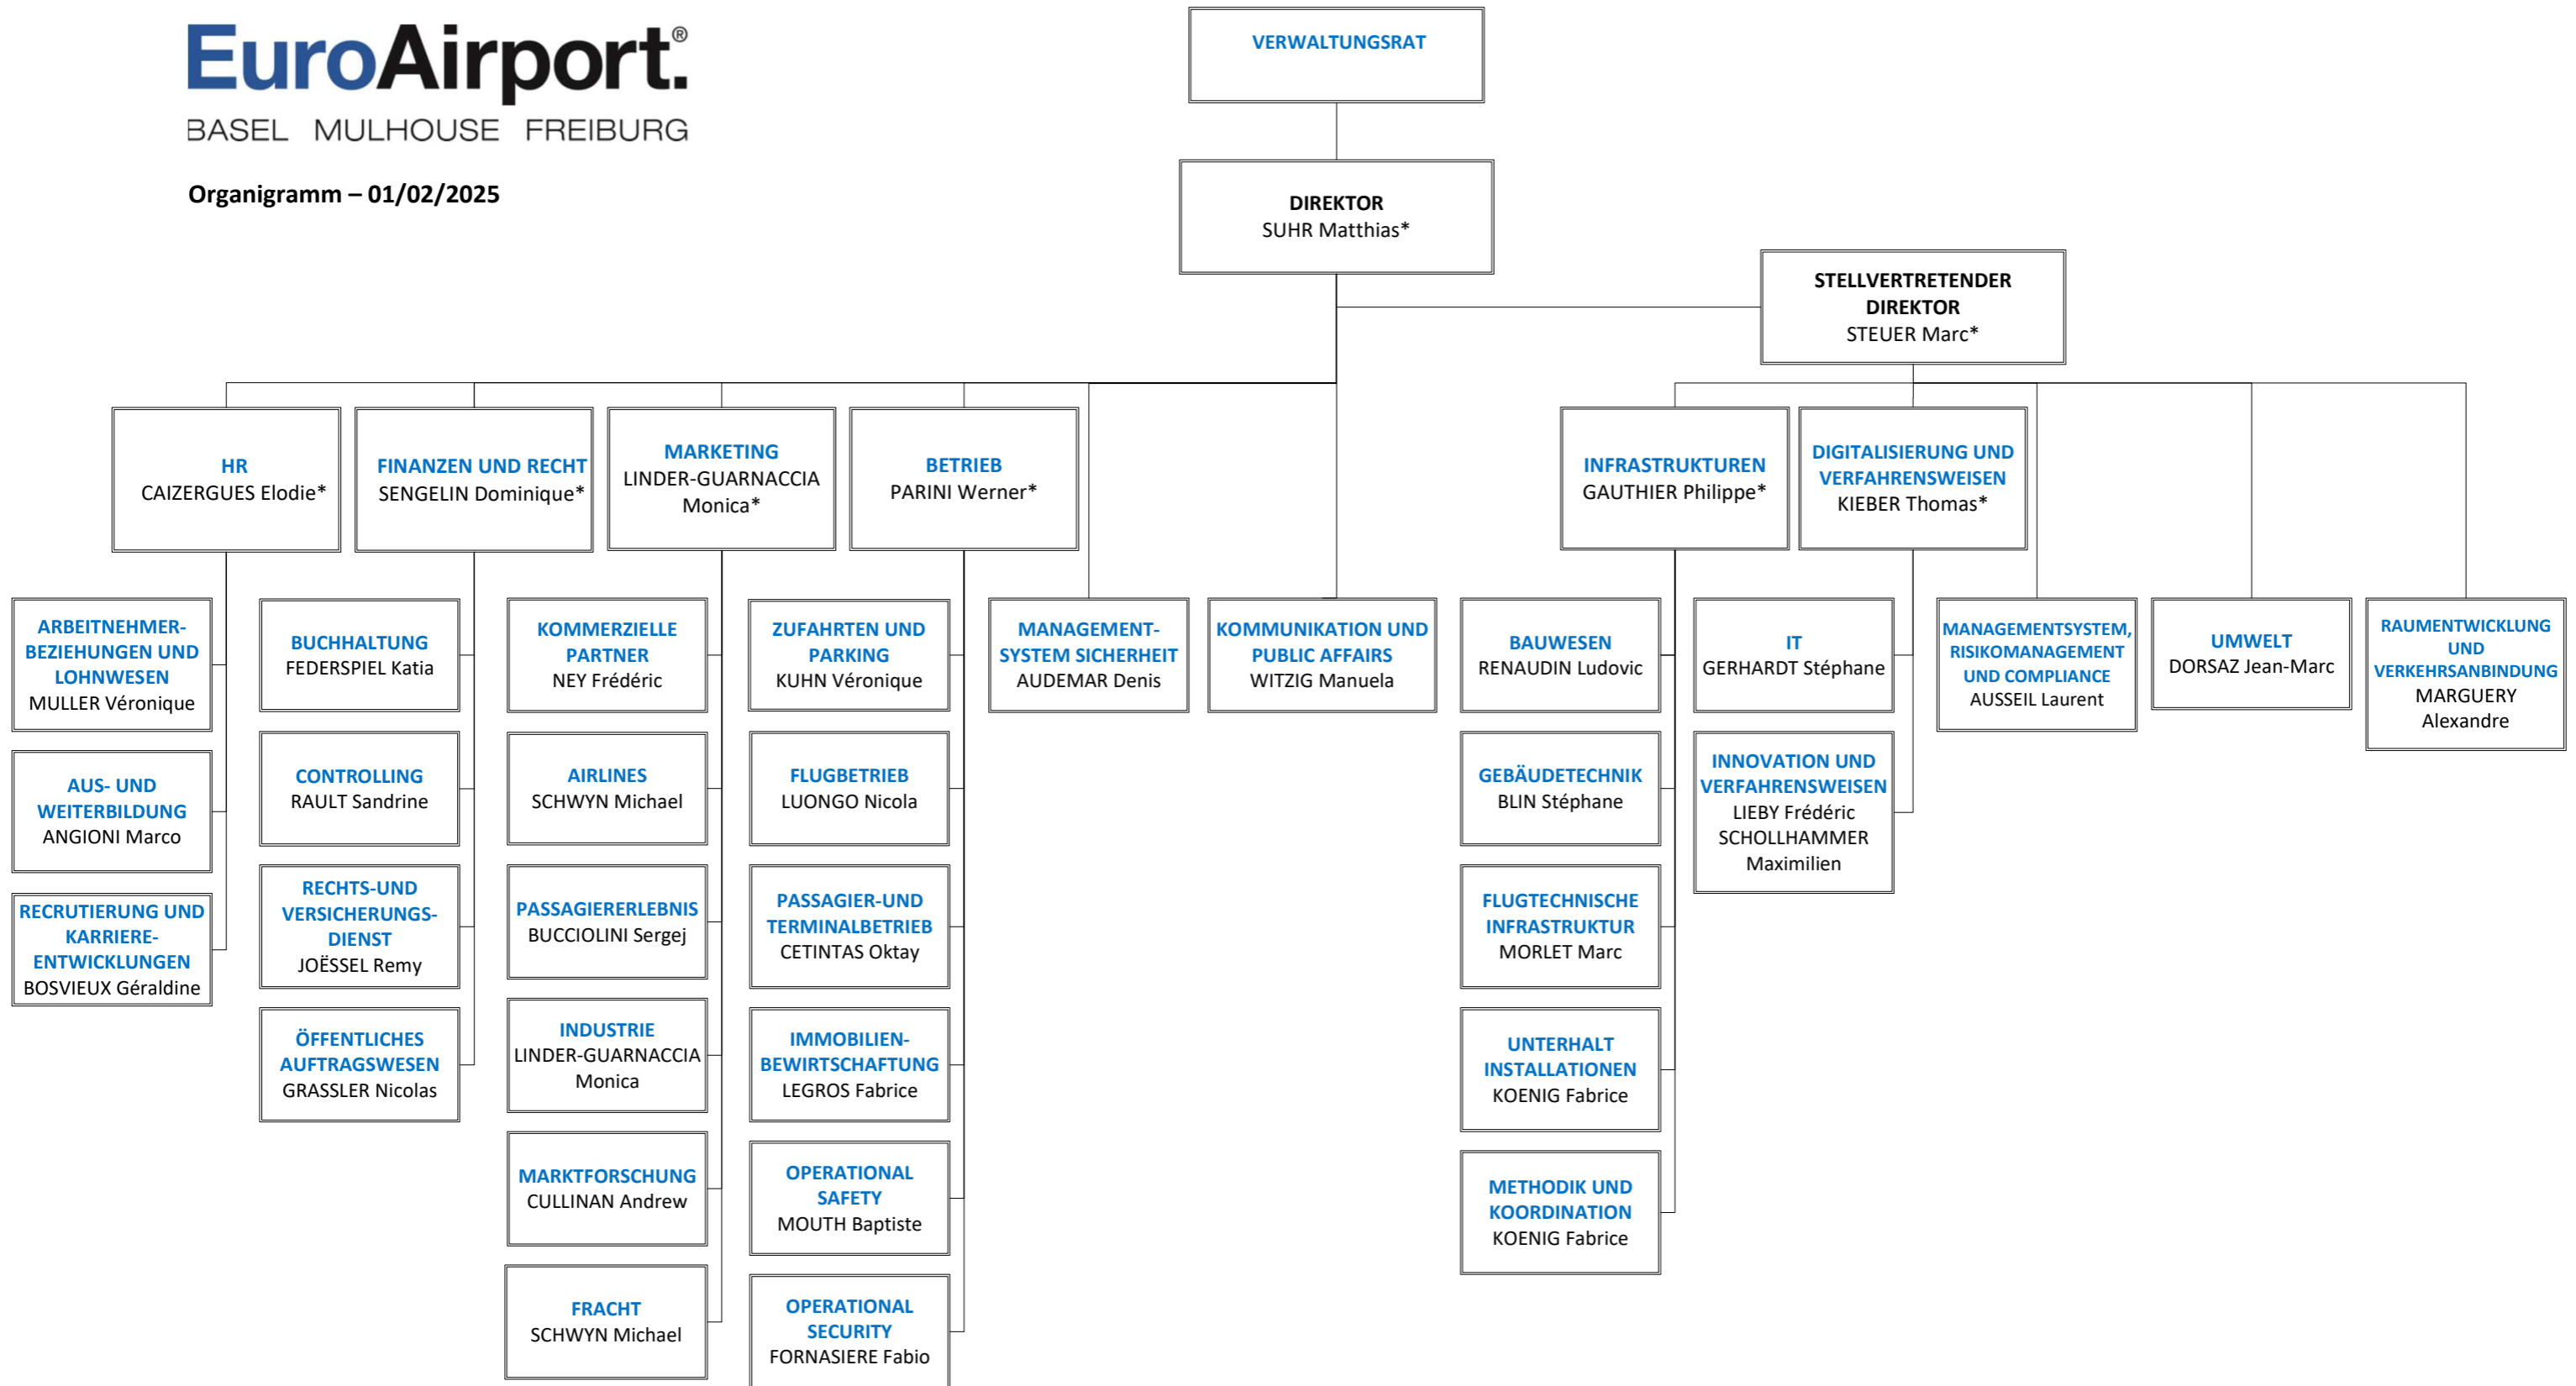 EuroAirport.®
BASEL MULHOUSE FREIBURG
Organigramm – 01/02/2025
VERWALTUNGSRAT
DIREKTOR
SUHR Matthias*
STELLVERTRETENDER
DIREKTOR
STEUER Marc*
HR
CAIZERGUES Elodie*
FINANZEN UND RECHT
SENGELIN Dominique*
MARKETING
LINDER-GUARNACCIA
Monica*
BETRIEB
PARINI Werner*
INFRASTRUKTUREN
GAUTHIER Philippe*
DIGITALISIERUNG UND
VERFAHRENSWEISEN
KIEBER Thomas*
ARBEITNEHMER-
BEZIEHUNGEN UND
LOHNWESEN
MULLER Véronique
AUS- UND
WEITERBILDUNG
ANGIONI Marco
RECRUTIERUNG UND
KARRIERE-
ENTWICKLUNGEN
BOSVIEUX Géraldine
BUCHHALTUNG
FEDERSPIEL Katia
CONTROLLING
RAULT Sandrine
RECHTS-UND
VERSICHERUNGS-
DIENST
JOËSSEL Remy
ÖFFENTLICHES
AUFTRAGSWESEN
GRASSLER Nicolas
KOMMERZIELLE
PARTNER
NEY Frédéric
AIRLINES
SCHWYN Michael
PASSAGIERERLEBNIS
BUCCIOLINI Sergej
INDUSTRIE
LINDER-GUARNACCIA
Monica
MARKTFORSCHUNG
CULLINAN Andrew
FRACHT
SCHWYN Michael
ZUFAHRTEN UND
PARKING
KUHN Véronique
FLUGBETRIEB
LUONGO Nicola
PASSAGIER-UND
TERMINALBETRIEB
CETINTAS Oktay
IMMOBILIEN-
BEWIRTSCHAFTUNG
LEGROS Fabrice
OPERATIONAL
SAFETY
MOUTH Baptiste
OPERATIONAL
SECURITY
FORNASIERE Fabio
MANAGEMENT-
SYSTEM SICHERHEIT
AUDEMAR Denis
KOMMUNIKATION UND
PUBLIC AFFAIRS
WITZIG Manuela
BAUWESEN
RENAUDIN Ludovic
GEBÄUDETECHNIK
BLIN Stéphane
FLUGTECHNISCHE
INFRASTRUKTUR
MORLET Marc
UNTERHALT
INSTALLATIONEN
KOENIG Fabrice
METHODIK UND
KOORDINATION
KOENIG Fabrice
IT
GERHARDT Stéphane
INNOVATION UND
VERFAHRENSWEISEN
LIEBY Frédéric
SCHOLLHAMMER
Maximilien
MANAGEMENTSYSTEM,
RISIKOMANAGEMENT
UND COMPLIANCE
AUSSEIL Laurent
UMWELT
DORSAZ Jean-Marc
RAUMENTWICKLUNG
UND
VERKEHRSANBINDUNG
MARGUERY
Alexandre